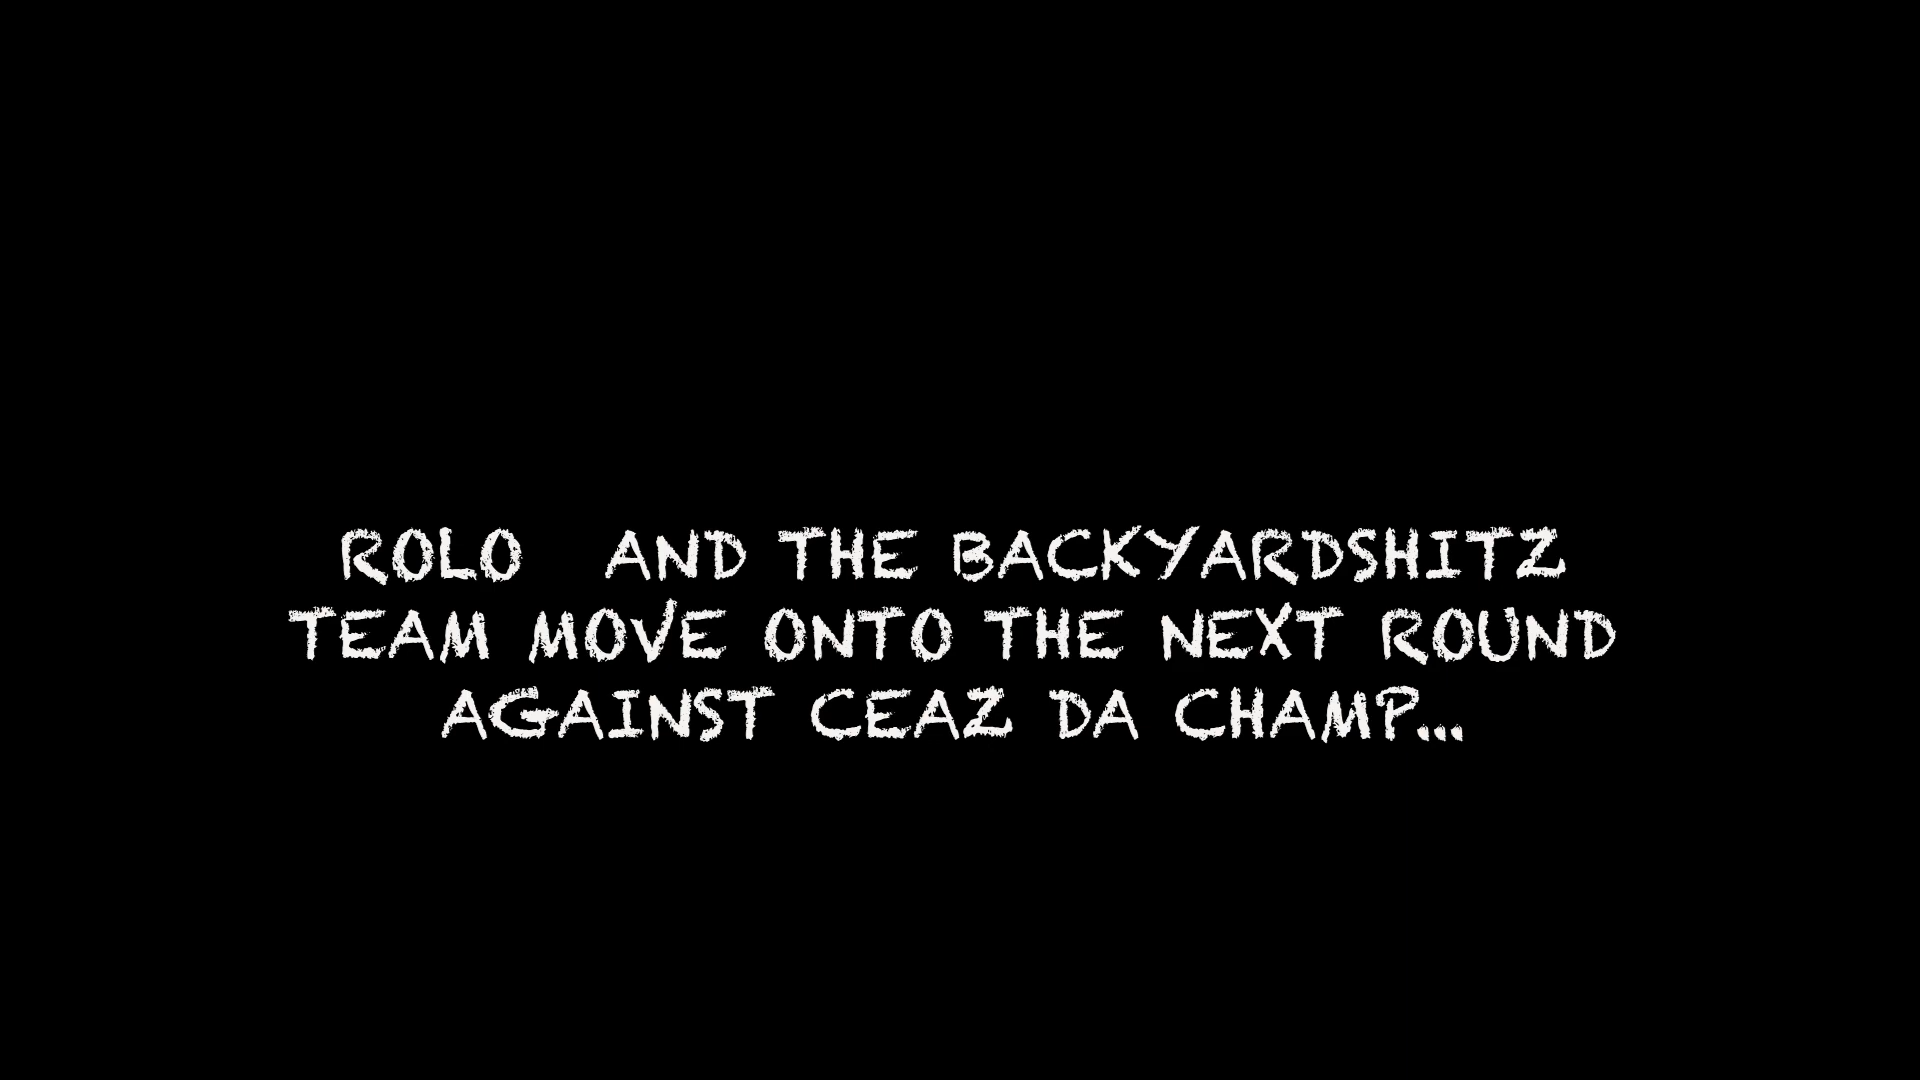 ROLO AND THE BACKYARDSHITZ
TEAM MOVE ONTO THE NEXT ROUND
AGAINST CEAZ DA CHAMP...